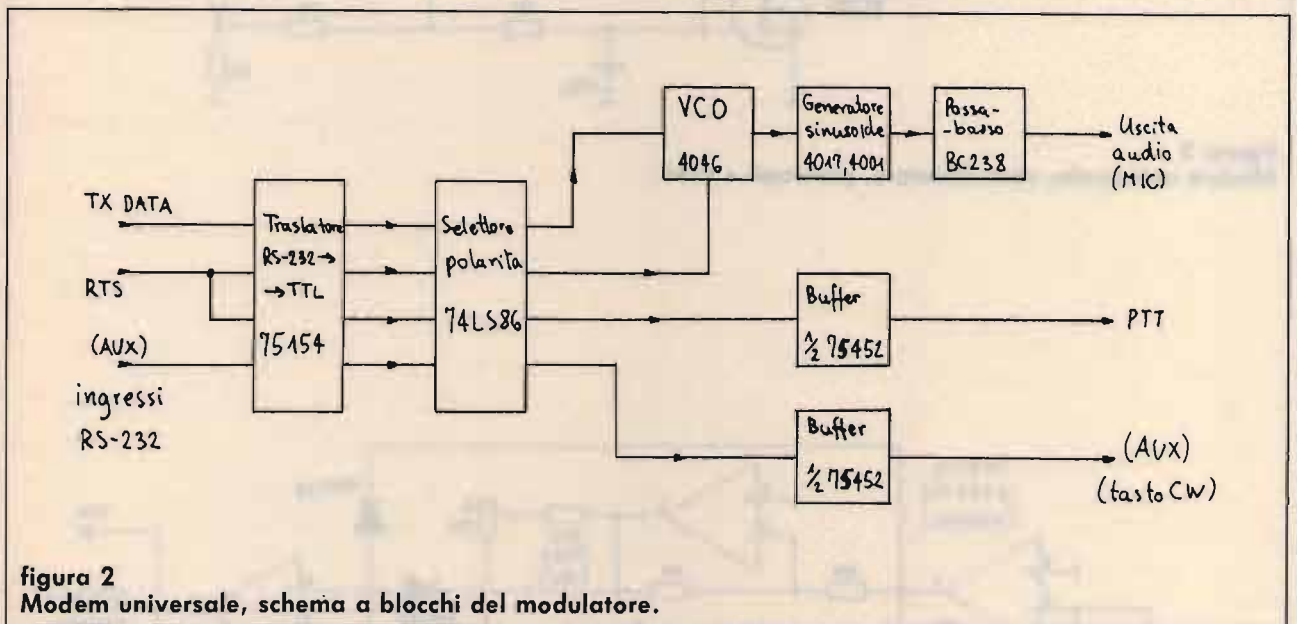 TX DATA
RTS
(AUX)
ingressi
RS-232
Traslatore
RS-232→
→TTL
75154
Selettore
polarita
74LS86
VCO
4046
Generatore
sinusoide
4017,4001
Passa-
-basso
BC238
Uscita
audio
(MIC)
Buffer
1/2 75452
PTT
Buffer
1/2 75452
(AUX)
(tasto CW)
figura 2
Modem universale, schema a blocchi del modulatore.